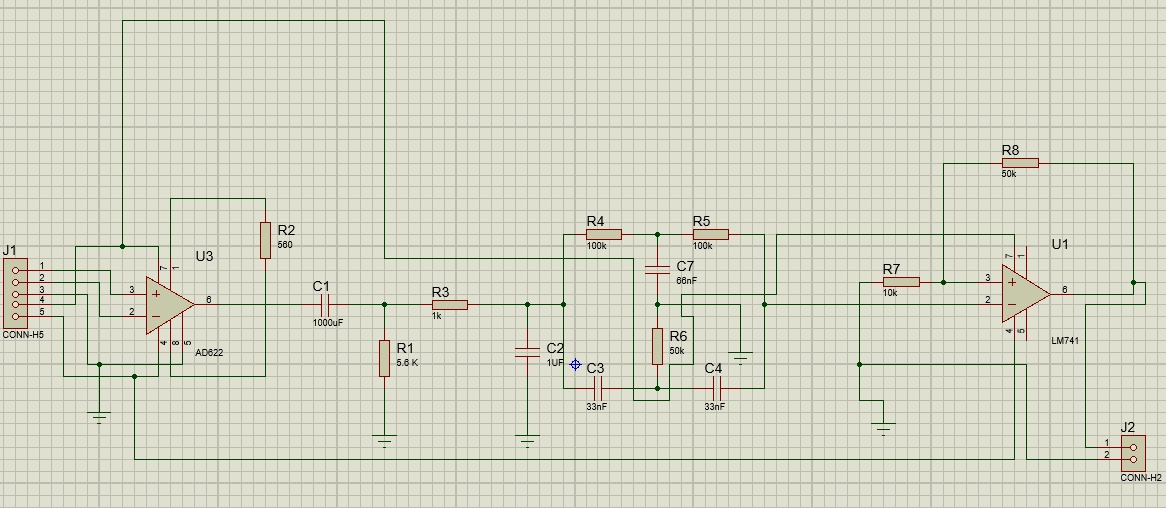 J1
1
2
3
4
5
CONN-H5
U3
7
1
3
2
6
4
8
5
AD622
R2
560
C1
1000uF
R1
5.6 K
R3
1k
C2
1UF
R4
100k
R5
100k
C7
66nF
R6
50k
C3
33nF
C4
33nF
R7
10k
R8
50k
U1
7
1
3
2
6
4
5
LM741
J2
1
2
CONN-H2